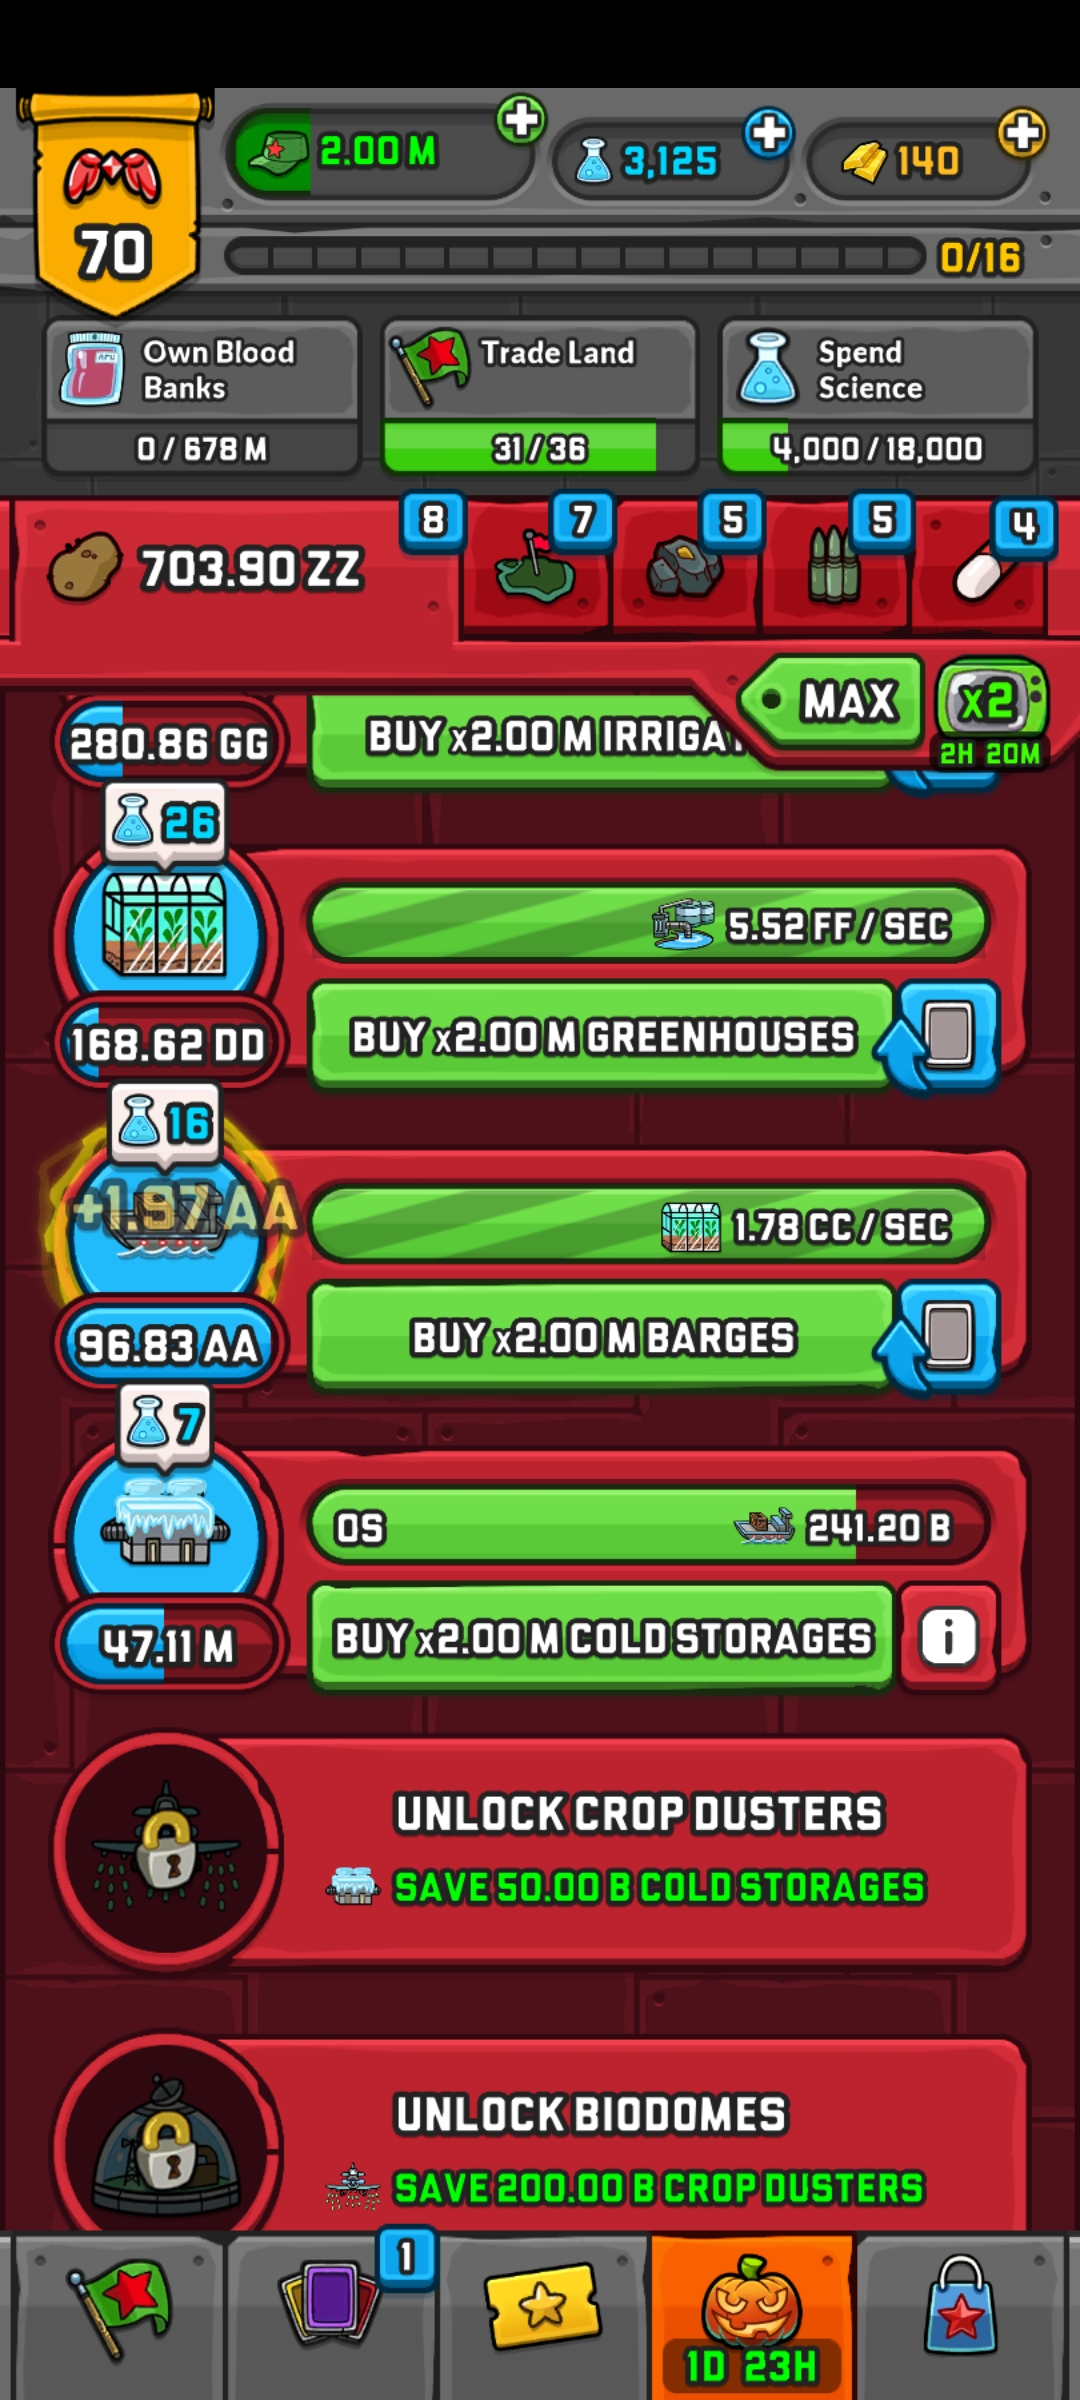 70
2.00 M
3,125
140
0/16
Own Blood
Banks
0 / 678 M
Trade Land
31 / 36
Spend
Science
4,000 / 18,000
703.90 ZZ
8
7
5
5
4
MAX
x2
2H 20M
280.86 GG
BUY x2.00 M IRRIGA
26
5.52 FF / SEC
168.62 DD
BUY x2.00 M GREENHOUSES
16
+1.97 AA
1.78 CC / SEC
96.83 AA
BUY x2.00 M BARGES
7
0S
241.20 B
47.11 M
BUY x2.00 M COLD STORAGES
i
UNLOCK CROP DUSTERS
SAVE 50.00 B COLD STORAGES
UNLOCK BIODOMES
SAVE 200.00 B CROP DUSTERS
1
1D 23H